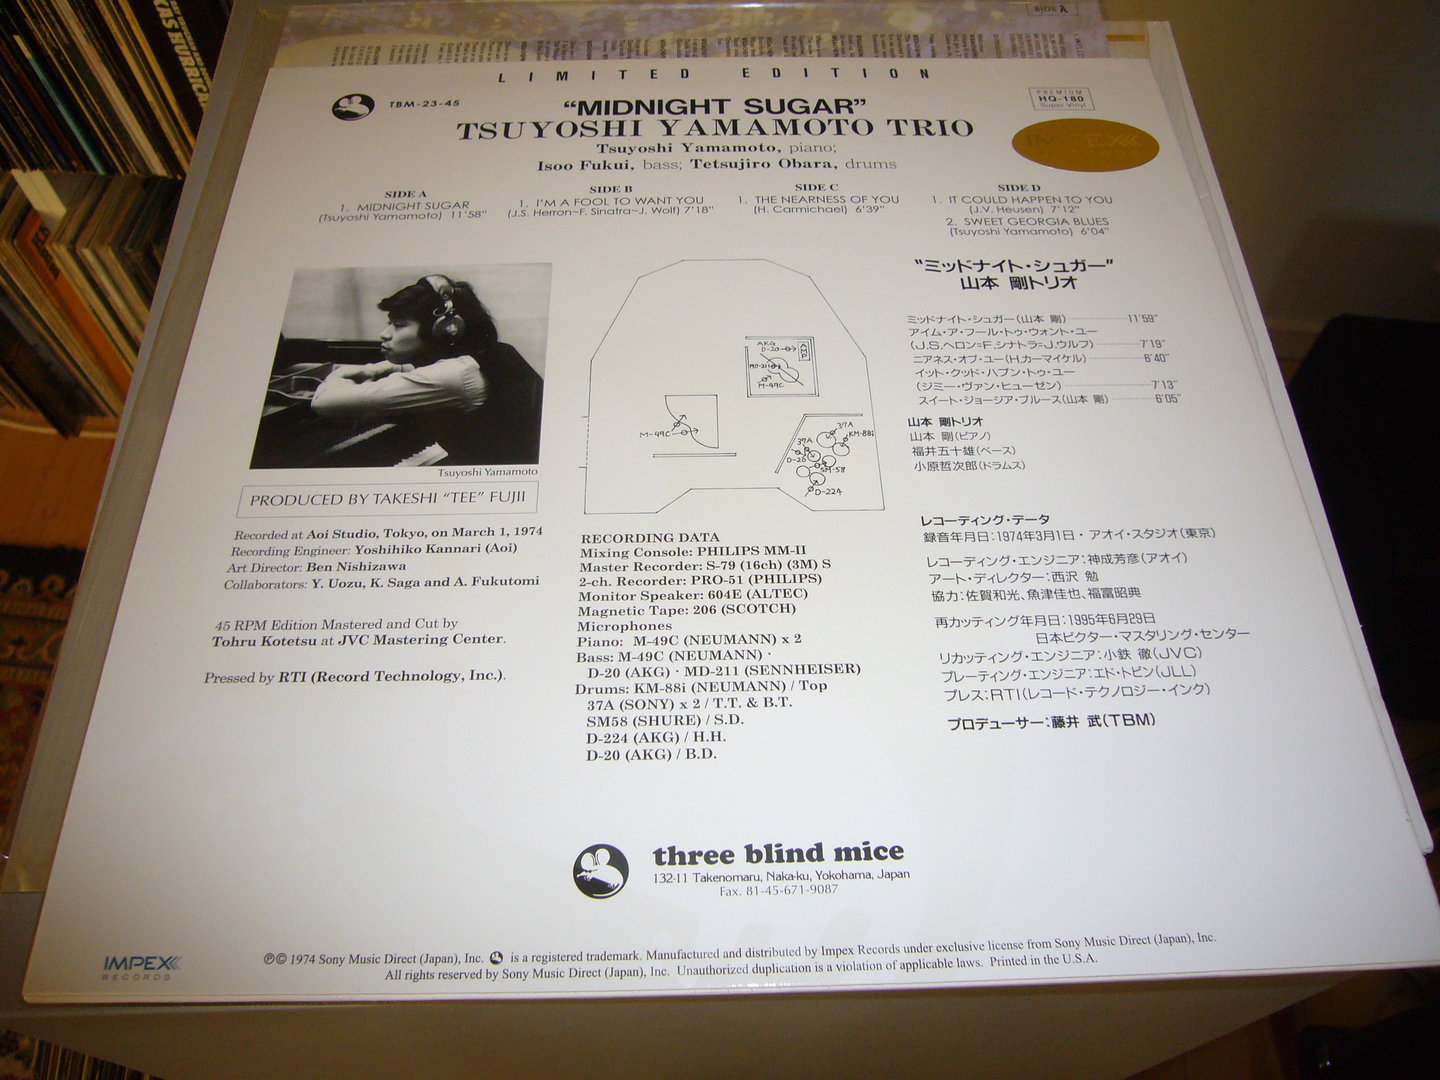 SIDE A
LIMITED EDITION
TBM-23-45
"MIDNIGHT SUGAR"
TSUYOSHI YAMAMOTO TRIO
Tsuyoshi Yamamoto, piano;
Isoo Fukui, bass; Tetsujiro Obara, drums
PREMIUM
HQ-180
Super Vinyl
SIDE A
1. MIDNIGHT SUGAR
(Tsuyoshi Yamamoto) 11'58"
SIDE B
1. I'M A FOOL TO WANT YOU
(J.S. Herron–F. Sinatra–J. Wolf) 7'18"
SIDE C
1. THE NEARNESS OF YOU
(H. Carmichael) 6'39"
SIDE D
1. IT COULD HAPPEN TO YOU
(J.V. Heusen) 7'12"
2. SWEET GEORGIA BLUES
(Tsuyoshi Yamamoto) 6'04"
Tsuyoshi Yamamoto
PRODUCED BY TAKESHI "TEE" FUJII
Recorded at Aoi Studio, Tokyo, on March 1, 1974
Recording Engineer: Yoshihiko Kannari (Aoi)
Art Director: Ben Nishizawa
Collaborators: Y. Uozu, K. Saga and A. Fukutomi
45 RPM Edition Mastered and Cut by
Tohru Kotetsu at JVC Mastering Center.
Pressed by RTI (Record Technology, Inc.).
AKG
D-20
M-49C
M-49C
37A
KM-88i
37A
D-20
SM-58
D-224
RECORDING DATA
Mixing Console: PHILIPS MM-II
Master Recorder: S-79 (16ch) (3M) S
2-ch. Recorder: PRO-51 (PHILIPS)
Monitor Speaker: 604E (ALTEC)
Magnetic Tape: 206 (SCOTCH)
Microphones
Piano: M-49C (NEUMANN) x 2
Bass: M-49C (NEUMANN) ·
D-20 (AKG) · MD-211 (SENNHEISER)
Drums: KM-88i (NEUMANN) / Top
37A (SONY) x 2 / T.T. & B.T.
SM58 (SHURE) / S.D.
D-224 (AKG) / H.H.
D-20 (AKG) / B.D.
"ミッドナイト・シュガー"
山本 剛トリオ
ミッドナイト・シュガー(山本 剛) 11'59"
アイム・ア・フール・トゥ・ウォント・ユー
(J.S.ヘロン=F.シナトラ=J.ウルフ) 7'19"
ニアネス・オブ・ユー(H.カーマイケル) 6'40"
イット・クッド・ハプン・トゥ・ユー
(ジミー・ヴァン・ヒューゼン) 7'13"
スイート・ジョージア・ブルース(山本 剛) 6'05"
山本 剛トリオ
山本 剛(ピアノ)
福井五十雄(ベース)
小原哲次郎(ドラムス)
レコーディング・データ
録音年月日:1974年3月1日・アオイ・スタジオ(東京)
レコーディング・エンジニア:神成芳彦(アオイ)
アート・ディレクター:西沢 勉
協力:佐賀和光、魚津佳也、福富昭典
再カッティング年月日:1995年6月29日
日本ビクター・マスタリング・センター
リカッティング・エンジニア:小鉄 徹(JVC)
プレーティング・エンジニア:エド・トビン(JLL)
プレス:RTI(レコード・テクノロジー・インク)
プロデューサー:藤井 武(TBM)
three blind mice
132-11 Takenomaru, Naka-ku, Yokohama, Japan
Fax. 81-45-671-9087
IMPEX
RECORDS
℗© 1974 Sony Music Direct (Japan), Inc. is a registered trademark. Manufactured and distributed by Impex Records under exclusive license from Sony Music Direct (Japan), Inc.
All rights reserved by Sony Music Direct (Japan), Inc. Unauthorized duplication is a violation of applicable laws. Printed in the U.S.A.